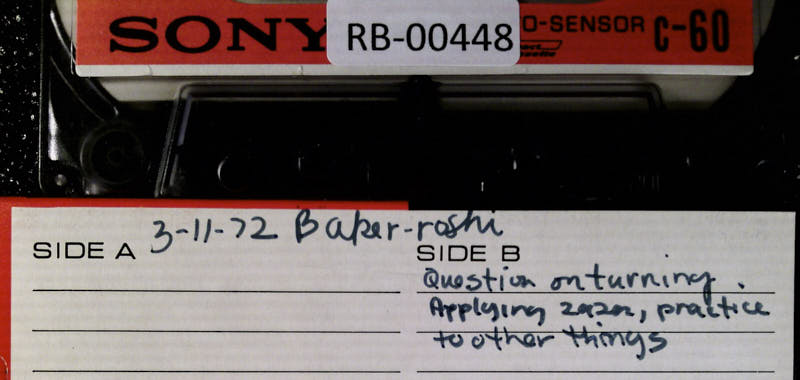 SONY
RB-00448
O-SENSOR C-60
3-11-72 Baker-roshi
SIDE A
SIDE B
Question on turning.
Applying zazen, practice
to other things